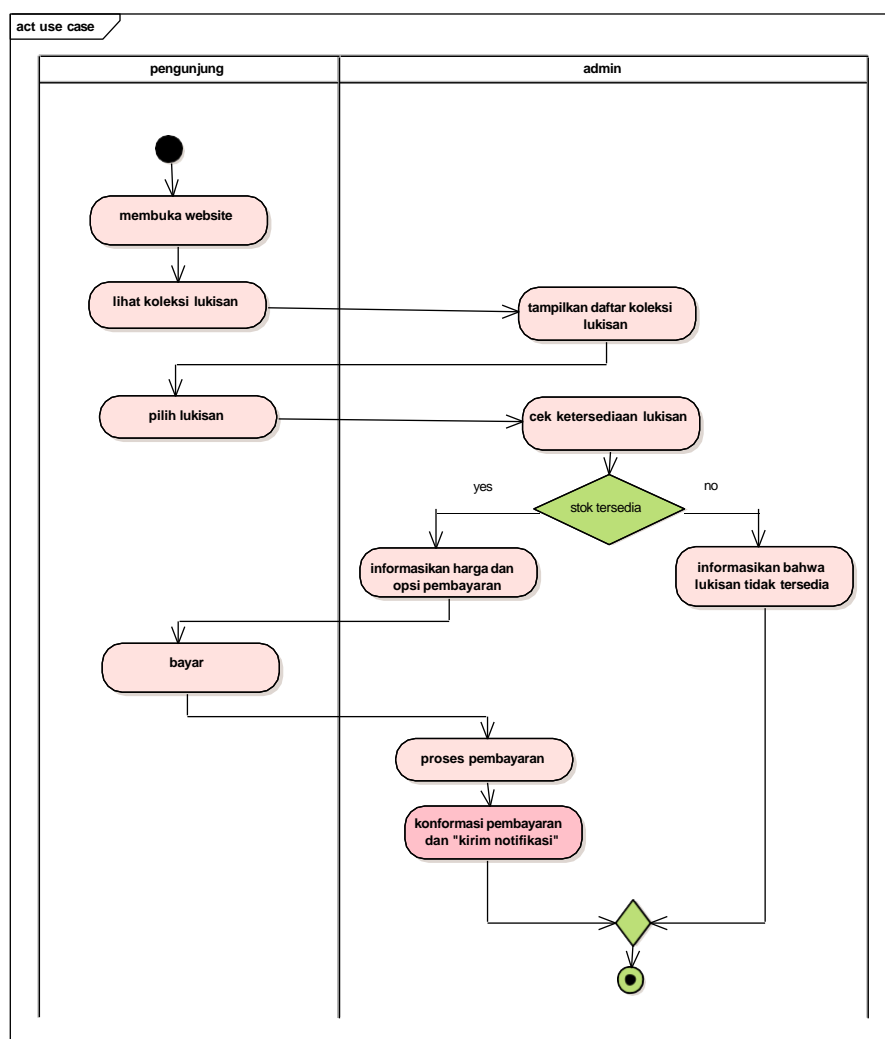 act use case
pengunjung
admin
membuka website
lihat koleksi lukisan
tampilkan daftar koleksi
lukisan
pilih lukisan
cek ketersediaan lukisan
yes
stok tersedia
no
informasikan harga dan
opsi pembayaran
informasikan bahwa
lukisan tidak tersedia
bayar
proses pembayaran
konformasi pembayaran
dan "kirim notifikasi"